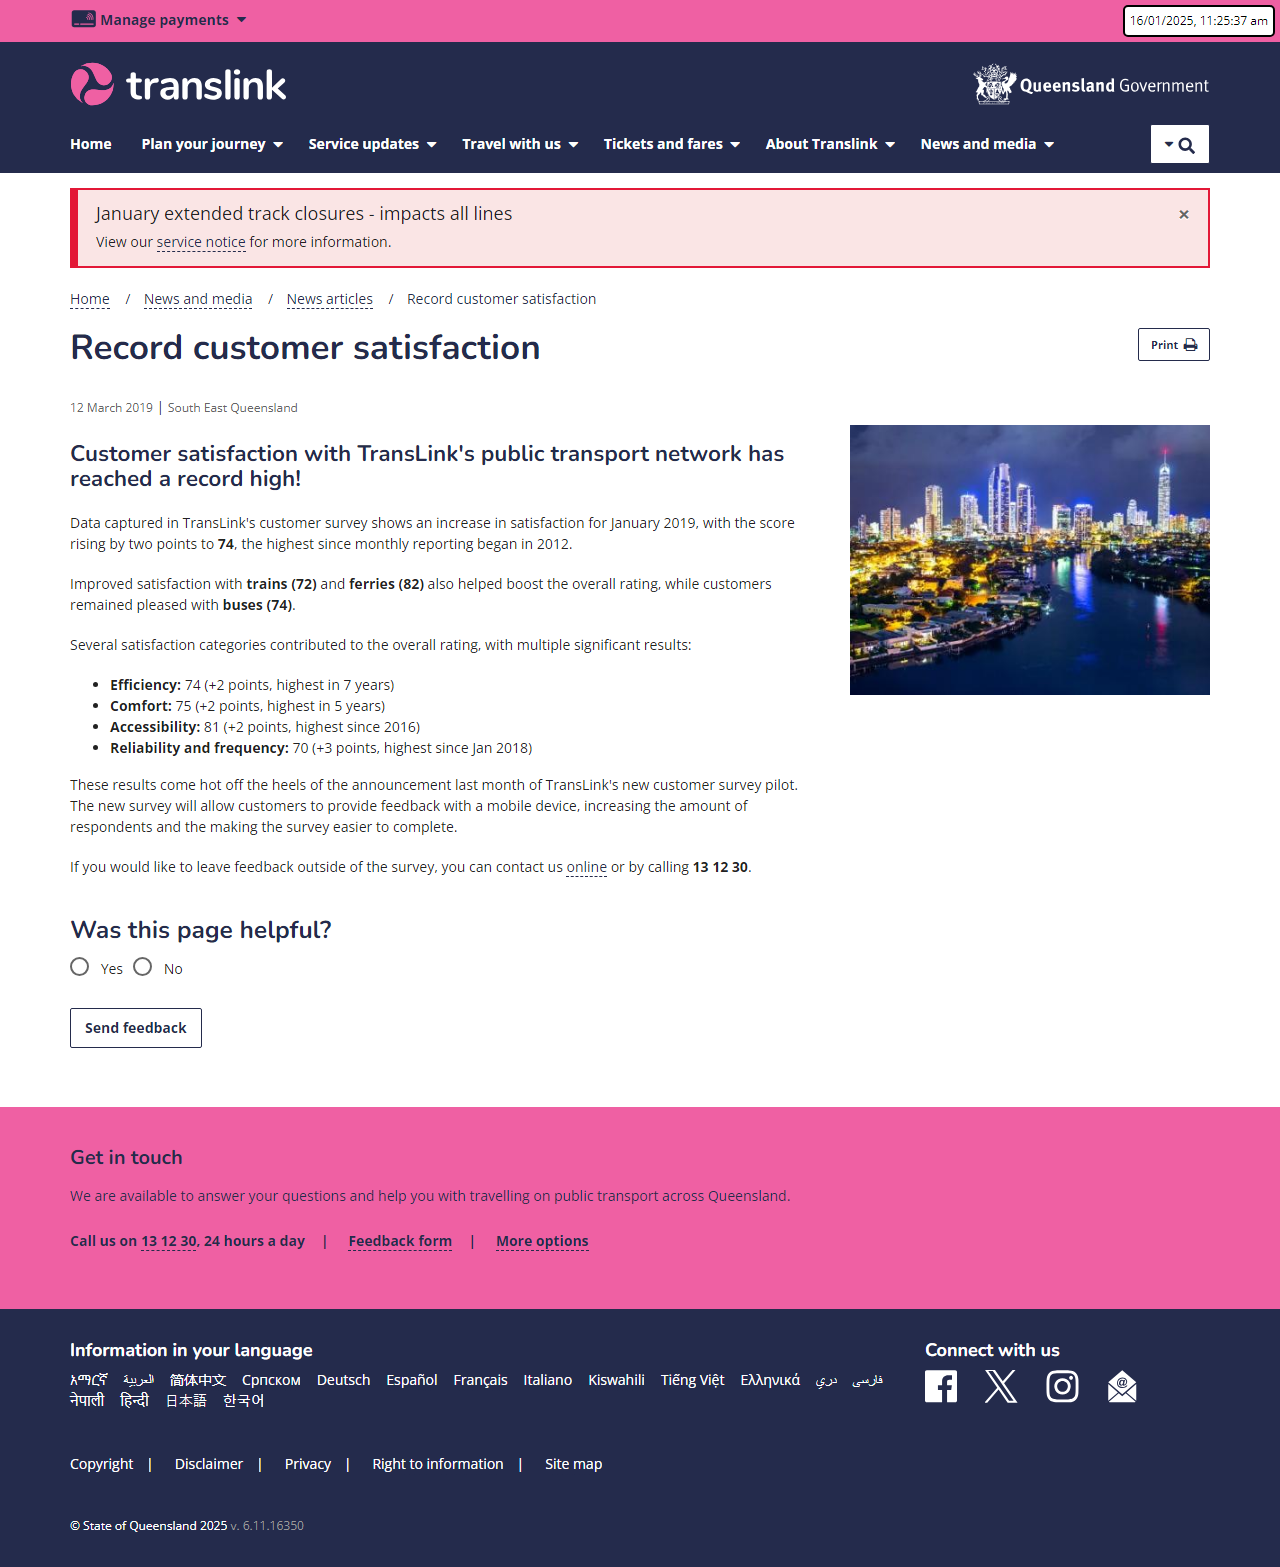 Manage payments
16/01/2025, 11:25:37 am
translink
Queensland Government
Home Plan your journey Service updates Travel with us Tickets and fares About Translink News and media
January extended track closures - impacts all lines ×
View our service notice for more information.
Home / News and media / News articles / Record customer satisfaction
Record customer satisfaction
Print
12 March 2019 | South East Queensland
Customer satisfaction with TransLink's public transport network has
reached a record high!
Data captured in TransLink's customer survey shows an increase in satisfaction for January 2019, with the score
rising by two points to 74, the highest since monthly reporting began in 2012.
Improved satisfaction with trains (72) and ferries (82) also helped boost the overall rating, while customers
remained pleased with buses (74).
Several satisfaction categories contributed to the overall rating, with multiple significant results:
• Efficiency: 74 (+2 points, highest in 7 years)
• Comfort: 75 (+2 points, highest in 5 years)
• Accessibility: 81 (+2 points, highest since 2016)
• Reliability and frequency: 70 (+3 points, highest since Jan 2018)
These results come hot off the heels of the announcement last month of TransLink's new customer survey pilot.
The new survey will allow customers to provide feedback with a mobile device, increasing the amount of
respondents and the making the survey easier to complete.
If you would like to leave feedback outside of the survey, you can contact us online or by calling 13 12 30.
Was this page helpful?
Yes No
Send feedback
Get in touch
We are available to answer your questions and help you with travelling on public transport across Queensland.
Call us on 13 12 30, 24 hours a day | Feedback form | More options
Information in your language
አማርኛ العربية 简体中文 Српском Deutsch Español Français Italiano Kiswahili Tiếng Việt Ελληνικά دري فارسی
नेपाली हिन्दी 日本語 한국어
Connect with us
Copyright | Disclaimer | Privacy | Right to information | Site map
© State of Queensland 2025 v. 6.11.16350